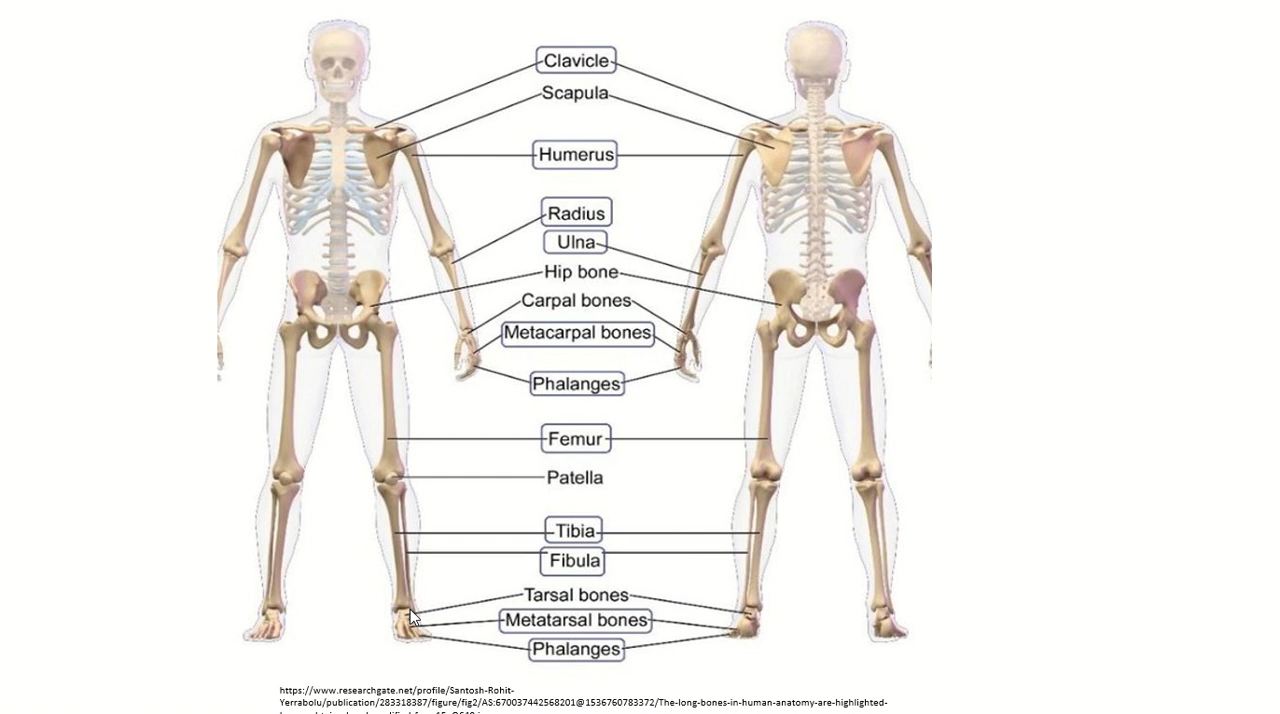 Clavicle
Scapula
Humerus
Radius
Ulna
Hip bone
Carpal bones
Metacarpal bones
Phalanges
Femur
Patella
Tibia
Fibula
Tarsal bones
Metatarsal bones
Phalanges
https://www.researchgate.net/profile/Santosh-Rohit-
Yerrabolu/publication/283318387/figure/fig2/AS:670037442568201@1536760783372/The-long-bones-in-human-anatomy-are-highlighted-